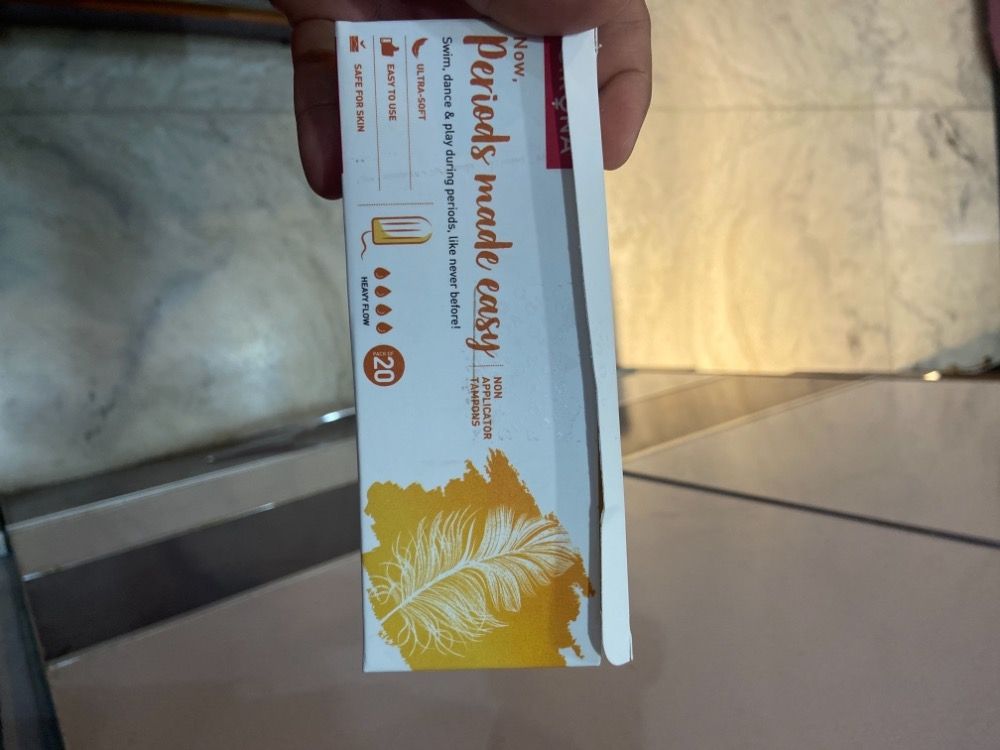 Now,
Periods made easy
NON
APPLICATOR
TAMPONS
Swim, dance & play during periods, like never before!
ULTRA-SOFT
EASY TO USE
SAFE FOR SKIN
HEAVY FLOW
PACK OF
20